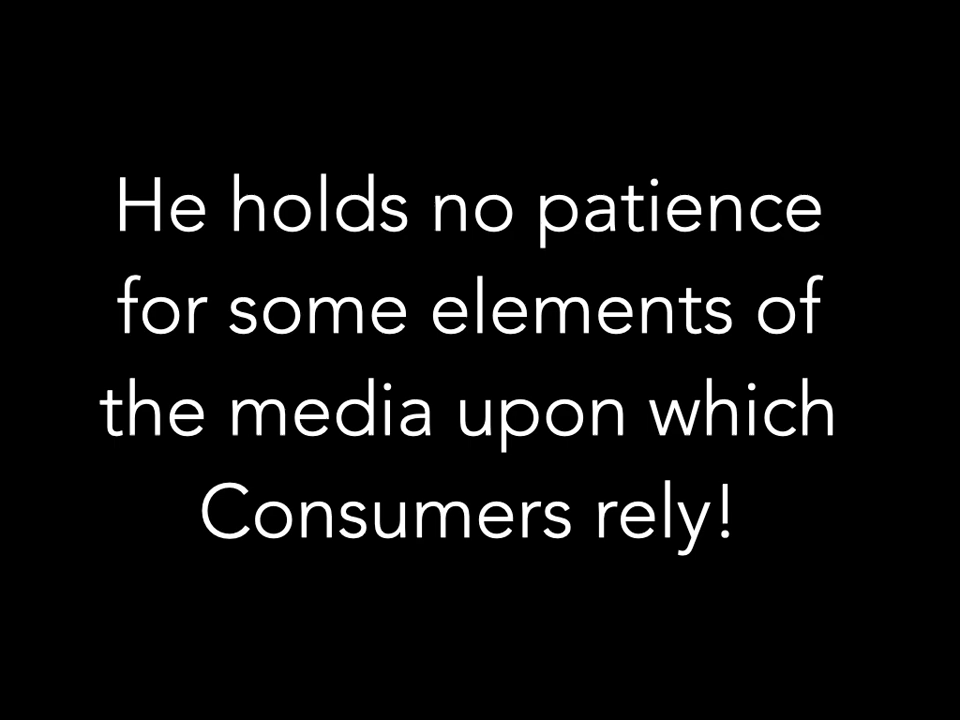 He holds no patience
for some elements of
the media upon which
Consumers rely!